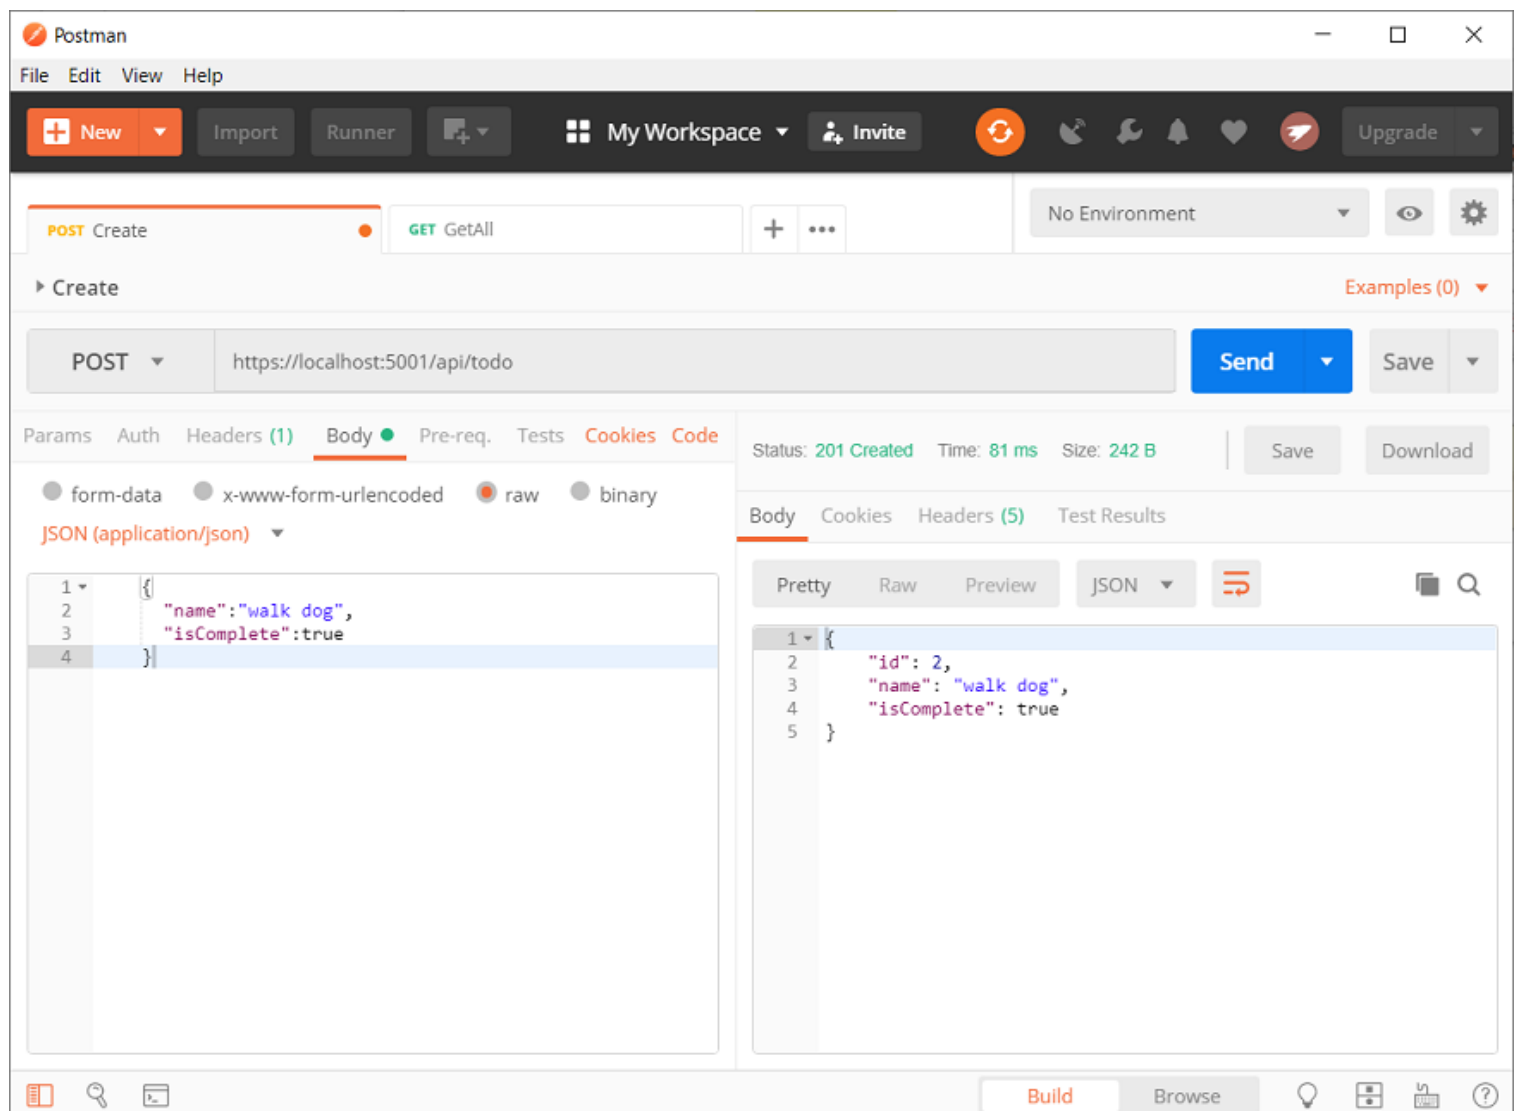 Postman
File Edit View Help
New Import Runner My Workspace Invite Upgrade
POST Create GET GetAll No Environment
Create Examples (0)
POST https://localhost:5001/api/todo Send Save
Params Auth Headers (1) Body Pre-req. Tests Cookies Code
Status: 201 Created Time: 81 ms Size: 242 B Save Download
form-data x-www-form-urlencoded raw binary
JSON (application/json)
Body Cookies Headers (5) Test Results
Pretty Raw Preview JSON
1 {
2 "name":"walk dog",
3 "isComplete":true
4 }
1 {
2 "id": 2,
3 "name": "walk dog",
4 "isComplete": true
5 }
Build Browse